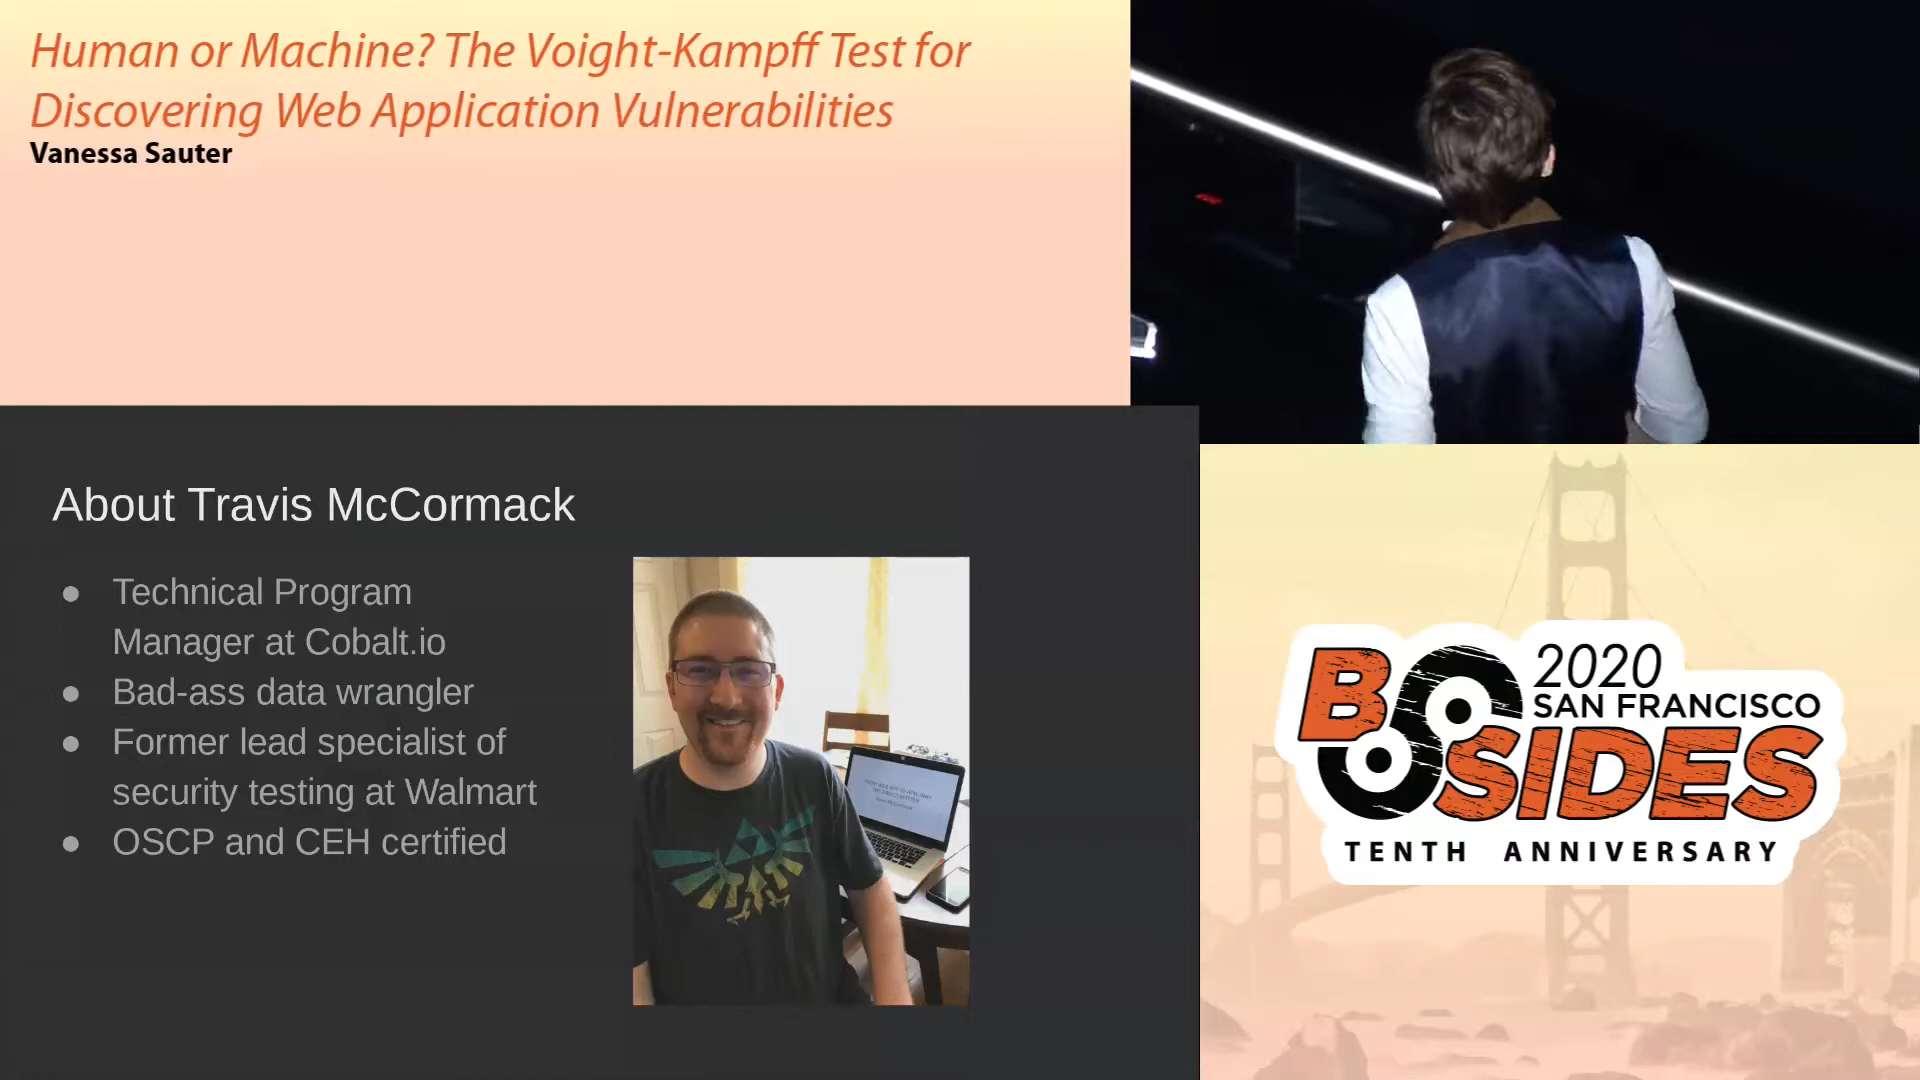 Human or Machine? The Voight-Kampff Test for
Discovering Web Application Vulnerabilities
Vanessa Sauter
About Travis McCormack
● Technical Program
Manager at Cobalt.io
● Bad-ass data wrangler
● Former lead specialist of
security testing at Walmart
● OSCP and CEH certified
BSIDES
2020
SAN FRANCISCO
TENTH ANNIVERSARY